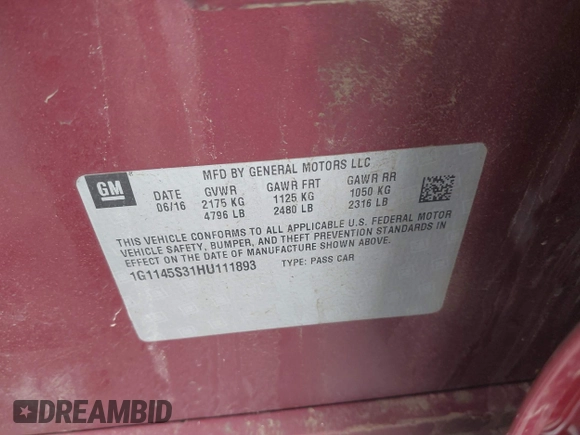 MFD BY GENERAL MOTORS LLC
GM
DATE GVWR GAWR FRT GAWR RR
06/16 2175 KG 1125 KG 1050 KG
4796 LB 2480 LB 2316 LB
THIS VEHICLE CONFORMS TO ALL APPLICABLE U.S. FEDERAL MOTOR
VEHICLE SAFETY, BUMPER, AND THEFT PREVENTION STANDARDS IN
EFFECT ON THE DATE OF MANUFACTURE SHOWN ABOVE.
1G1145S31HU111893 TYPE: PASS CAR
DREAMBID